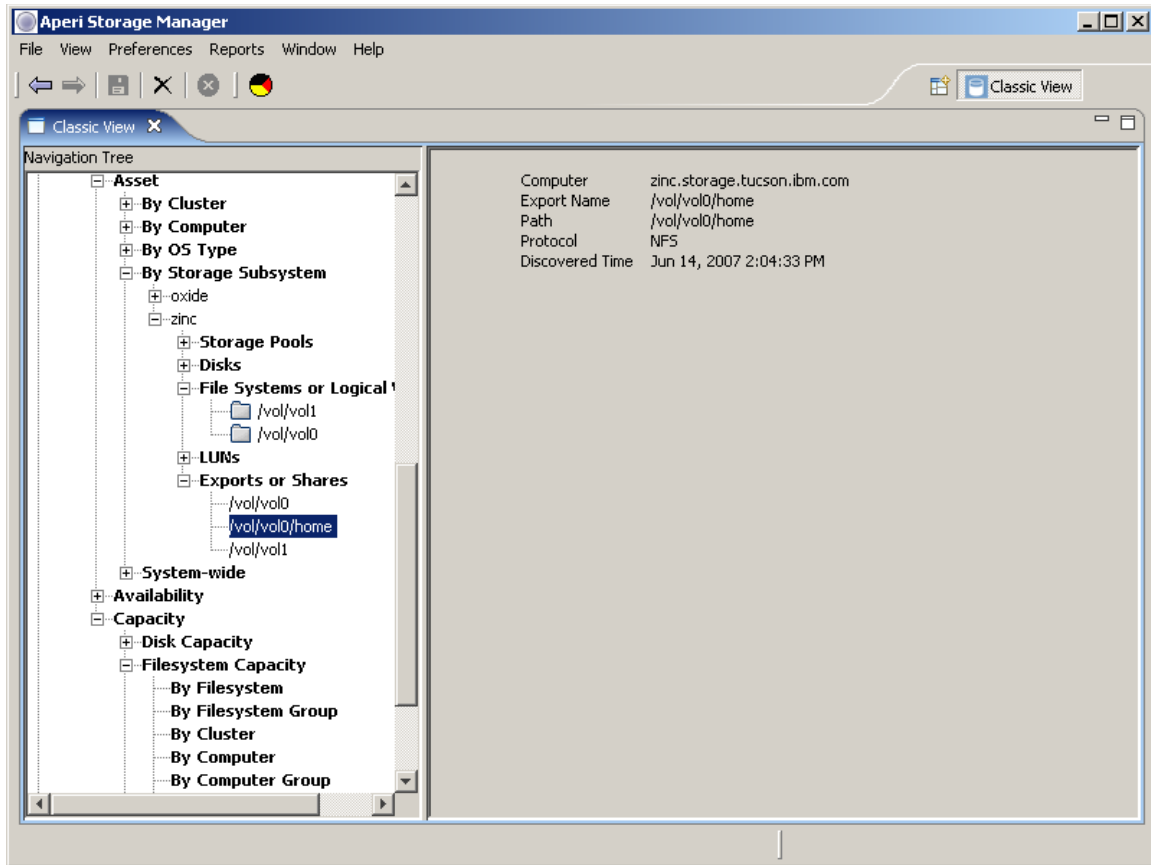 Aperi Storage Manager
File View Preferences Reports Window Help
Classic View
Classic View
Navigation Tree
Asset
By Cluster
By Computer
By OS Type
By Storage Subsystem
oxide
zinc
Storage Pools
Disks
File Systems or Logical
/vol/vol1
/vol/vol0
LUNs
Exports or Shares
/vol/vol0
/vol/vol0/home
/vol/vol1
System-wide
Availability
Capacity
Disk Capacity
Filesystem Capacity
By Filesystem
By Filesystem Group
By Cluster
By Computer
By Computer Group
Computer zinc.storage.tucson.ibm.com
Export Name /vol/vol0/home
Path /vol/vol0/home
Protocol NFS
Discovered Time Jun 14, 2007 2:04:33 PM